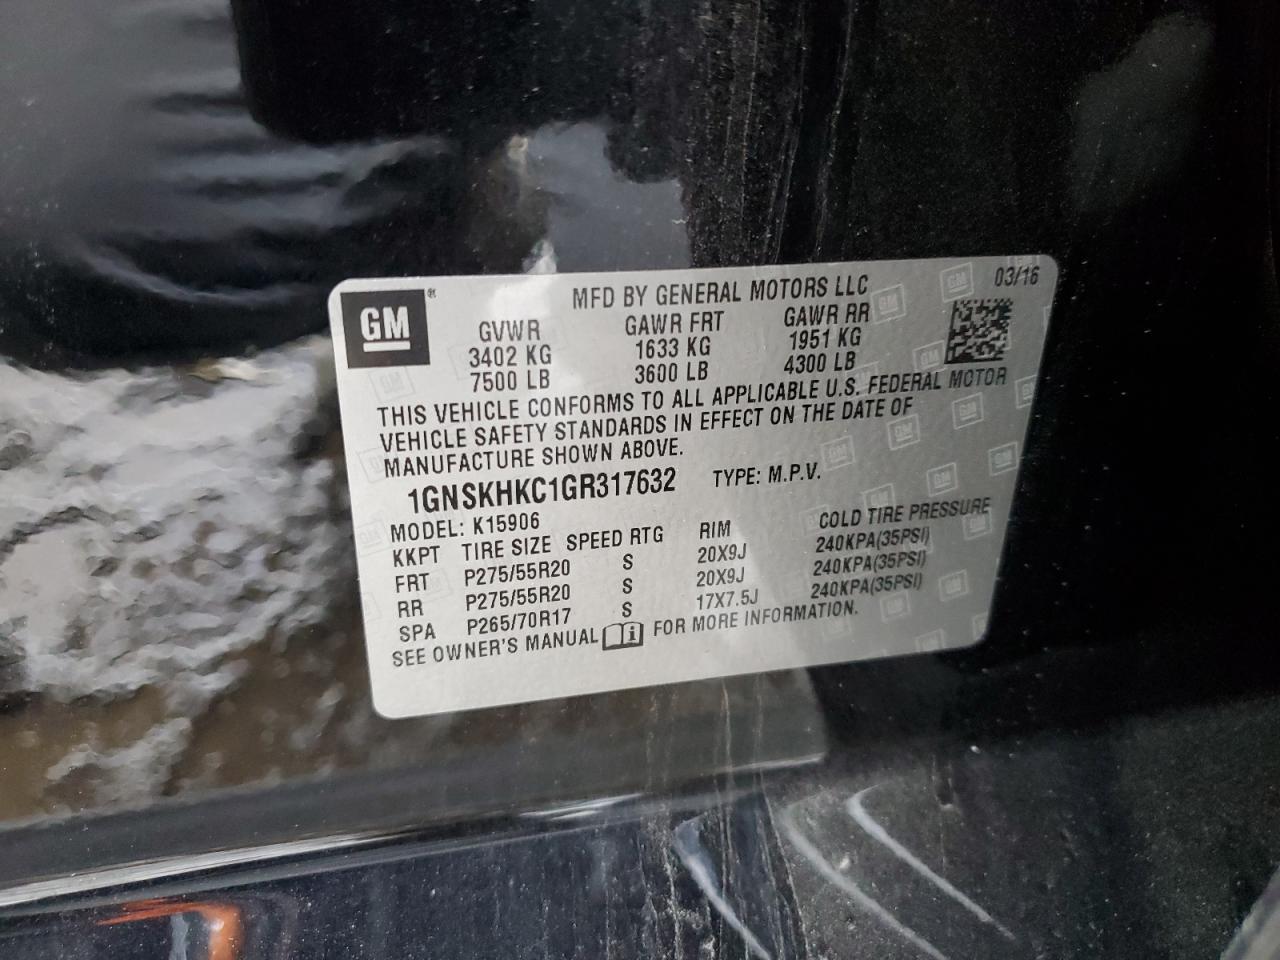 GM® MFD BY GENERAL MOTORS LLC 03/16
GVWR GAWR FRT GAWR RR
3402 KG 1633 KG 1951 KG
7500 LB 3600 LB 4300 LB
THIS VEHICLE CONFORMS TO ALL APPLICABLE U.S. FEDERAL MOTOR
VEHICLE SAFETY STANDARDS IN EFFECT ON THE DATE OF
MANUFACTURE SHOWN ABOVE.
1GNSKHKC1GR317632 TYPE: M.P.V.
MODEL: K15906
KKPT TIRE SIZE SPEED RTG RIM COLD TIRE PRESSURE
FRT P275/55R20 S 20X9J 240KPA(35PSI)
RR P275/55R20 S 20X9J 240KPA(35PSI)
SPA P265/70R17 S 17X7.5J 240KPA(35PSI)
SEE OWNER'S MANUAL FOR MORE INFORMATION.